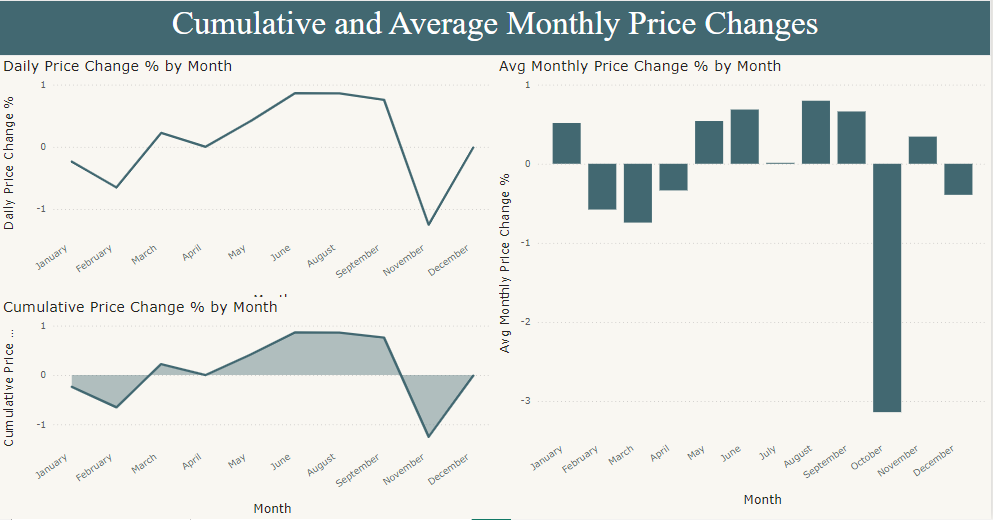 Cumulative and Average Monthly Price Changes
Daily Price Change % by Month
Daily Price Change %
1
0
-1
January
February
March
April
May
June
August
September
November
December
Cumulative Price Change % by Month
Cumulative Price ...
1
0
-1
January
February
March
April
May
June
August
September
November
December
Month
Avg Monthly Price Change % by Month
Avg Monthly Price Change %
1
0
-1
-2
-3
January
February
March
April
May
June
July
August
September
October
November
December
Month